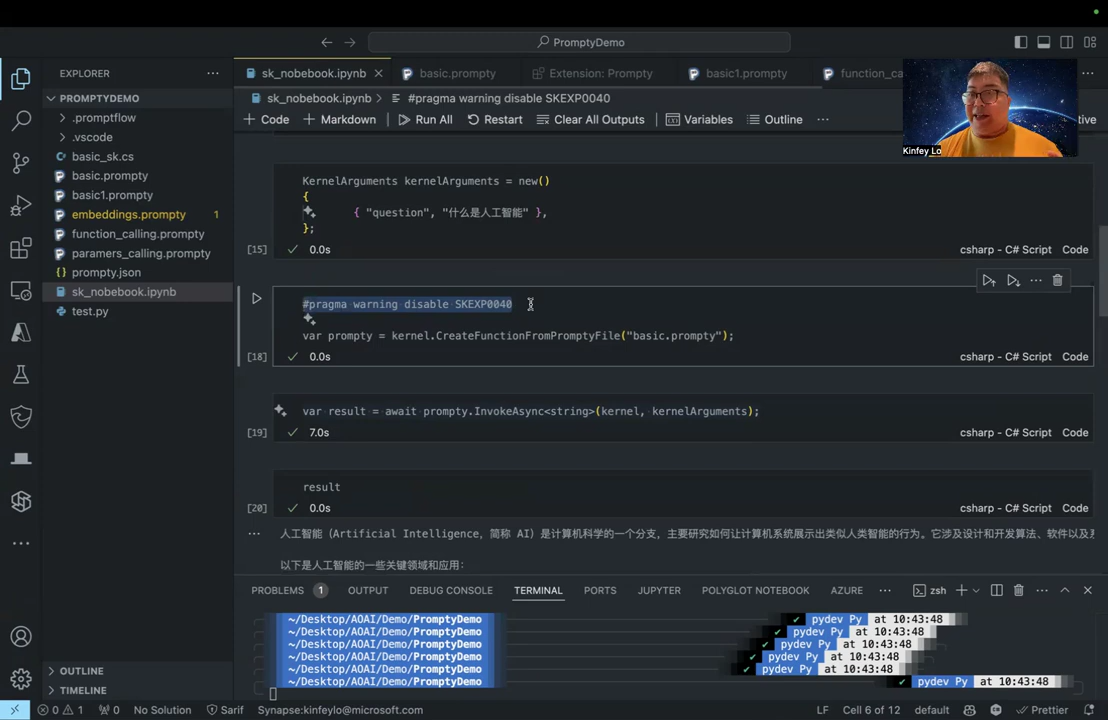 PromptyDemo
EXPLORER
sk_nobebook.ipynb
basic.prompty
Extension: Prompty
basic1.prompty
function_ca
PROMPTYDEMO
.promptflow
.vscode
basic_sk.cs
basic.prompty
basic1.prompty
embeddings.prompty 1
function_calling.prompty
paramers_calling.prompty
prompty.json
sk_nobebook.ipynb
test.py
OUTLINE
TIMELINE
sk_nobebook.ipynb > #pragma warning disable SKEXP0040
+ Code + Markdown Run All Restart Clear All Outputs Variables Outline ...
Kinfey Lo
KernelArguments kernelArguments = new()
{
{ "question", "什么是人工智能" },
};
[15] 0.0s csharp - C# Script Code
#pragma warning disable SKEXP0040
var prompty = kernel.CreateFunctionFromPromptyFile("basic.prompty");
[18] 0.0s csharp - C# Script Code
var result = await prompty.InvokeAsync<string>(kernel, kernelArguments);
[19] 7.0s csharp - C# Script Code
result
[20] 0.0s csharp - C# Script Code
人工智能（Artificial Intelligence，简称 AI）是计算机科学的一个分支，主要研究如何让计算机系统展示出类似人类智能的行为。它涉及设计和开发算法、软件以及
以下是人工智能的一些关键领域和应用：
PROBLEMS 1 OUTPUT DEBUG CONSOLE TERMINAL PORTS JUPYTER POLYGLOT NOTEBOOK AZURE ... zsh
~/Desktop/AOAI/Demo/PromptyDemo pydev Py at 10:43:48
~/Desktop/AOAI/Demo/PromptyDemo pydev Py at 10:43:48
~/Desktop/AOAI/Demo/PromptyDemo pydev Py at 10:43:48
~/Desktop/AOAI/Demo/PromptyDemo pydev Py at 10:43:48
~/Desktop/AOAI/Demo/PromptyDemo pydev Py at 10:43:48
~/Desktop/AOAI/Demo/PromptyDemo pydev Py at 10:43:48
0 1 0 No Solution Sarif Synapse:kinfeylo@microsoft.com LF Cell 6 of 12 default Prettier